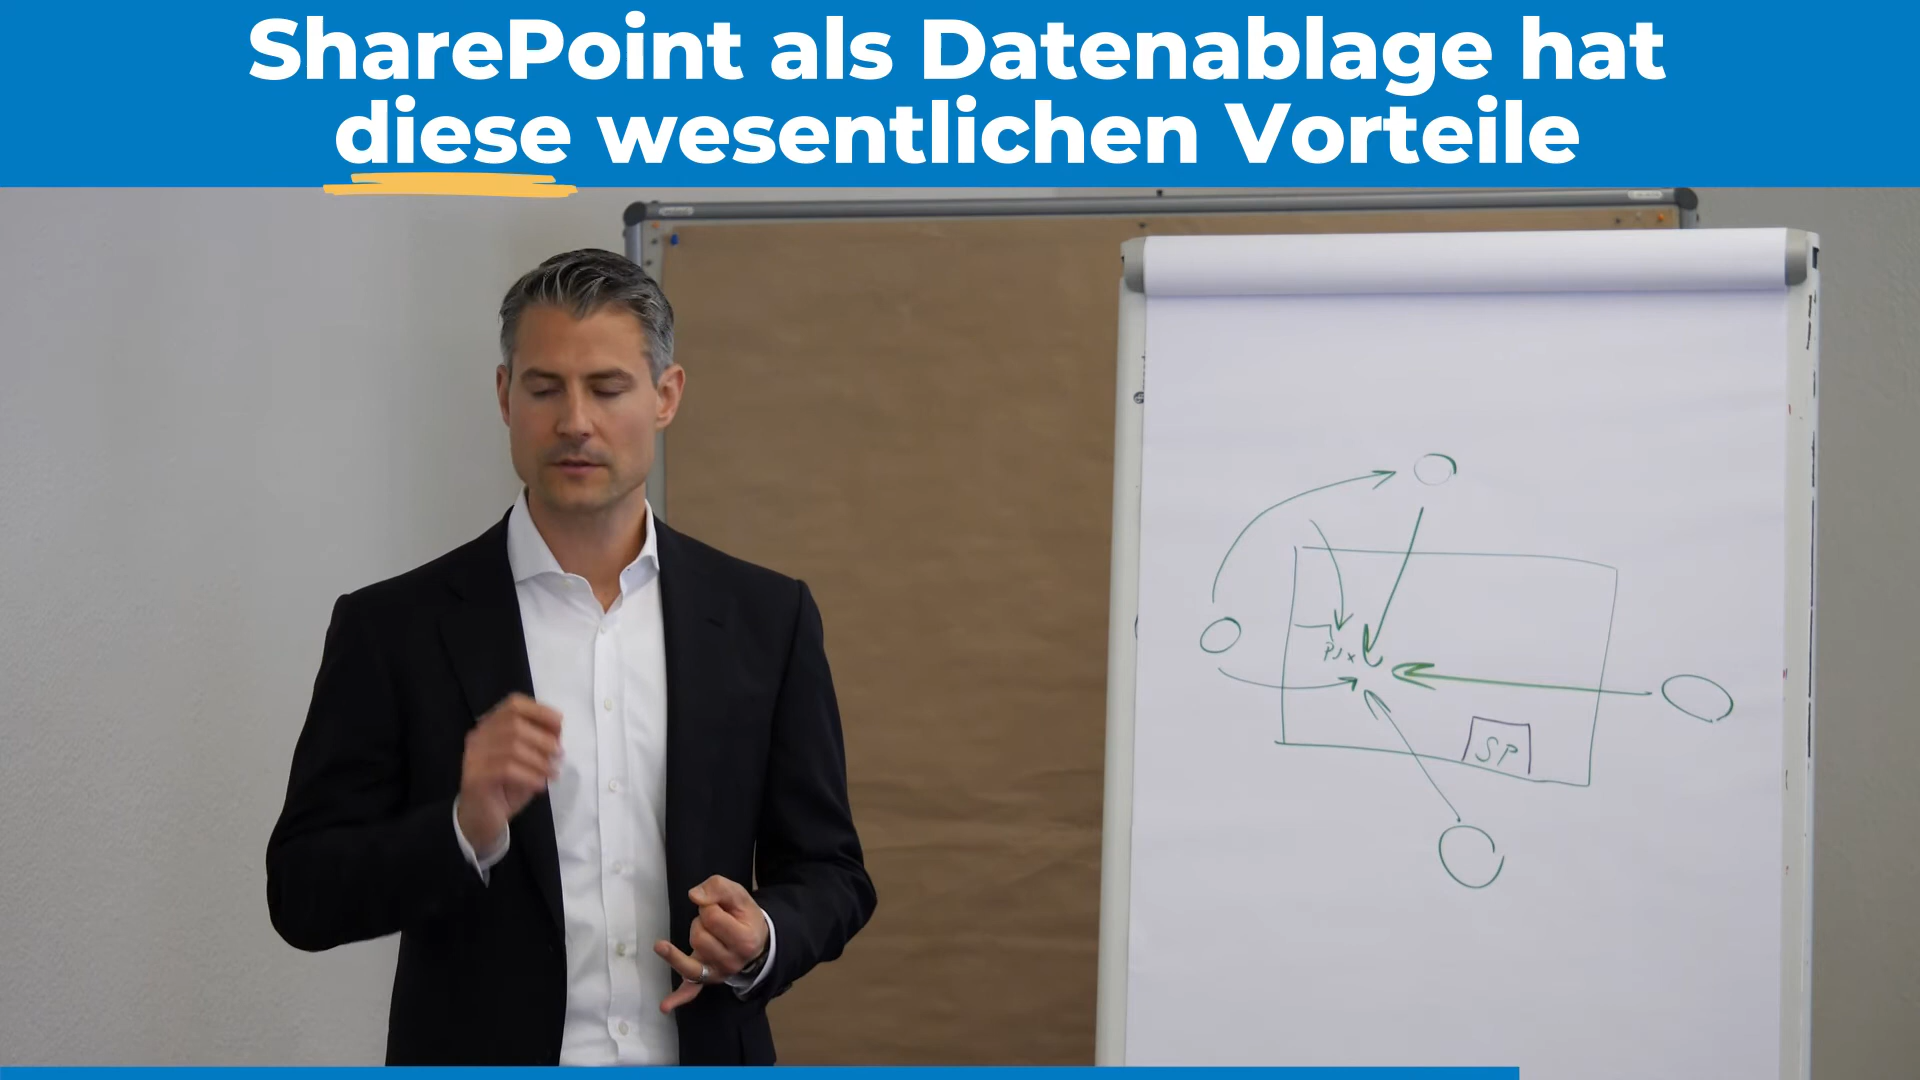 SharePoint als Datenablage hat
diese wesentlichen Vorteile
SP